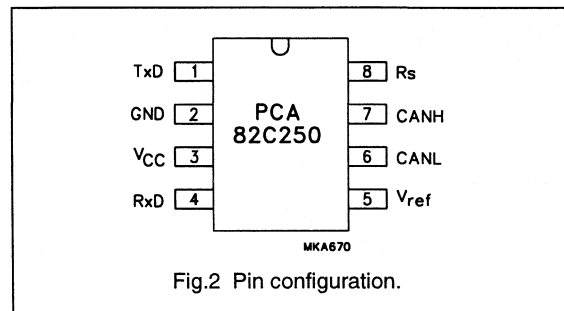 TxD 1
GND 2
VCC 3
RxD 4
PCA
82C250
8 Rs
7 CANH
6 CANL
5 Vref
MKA670
Fig.2 Pin configuration.